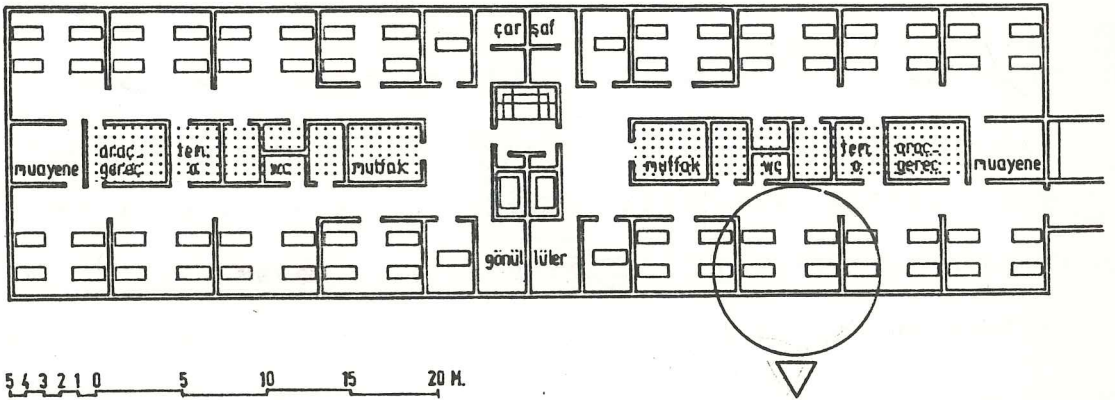 çar şaf
muayene
araç-
gereç
tem.
o.
wc
mutfak
mutfak
wc
tem.
o.
araç-
gereç
muayene
gönül lüler
5 4 3 2 1 0 5 10 15 20 M.